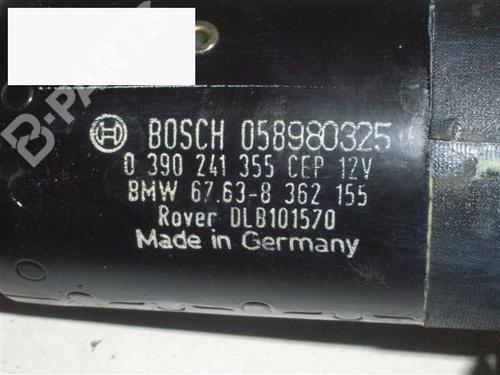 B-PARTS
BOSCH 058980325
0 390 241 355 CEP 12V
BMW 67.63-8 362 155
Rover DLB101570
Made in Germany